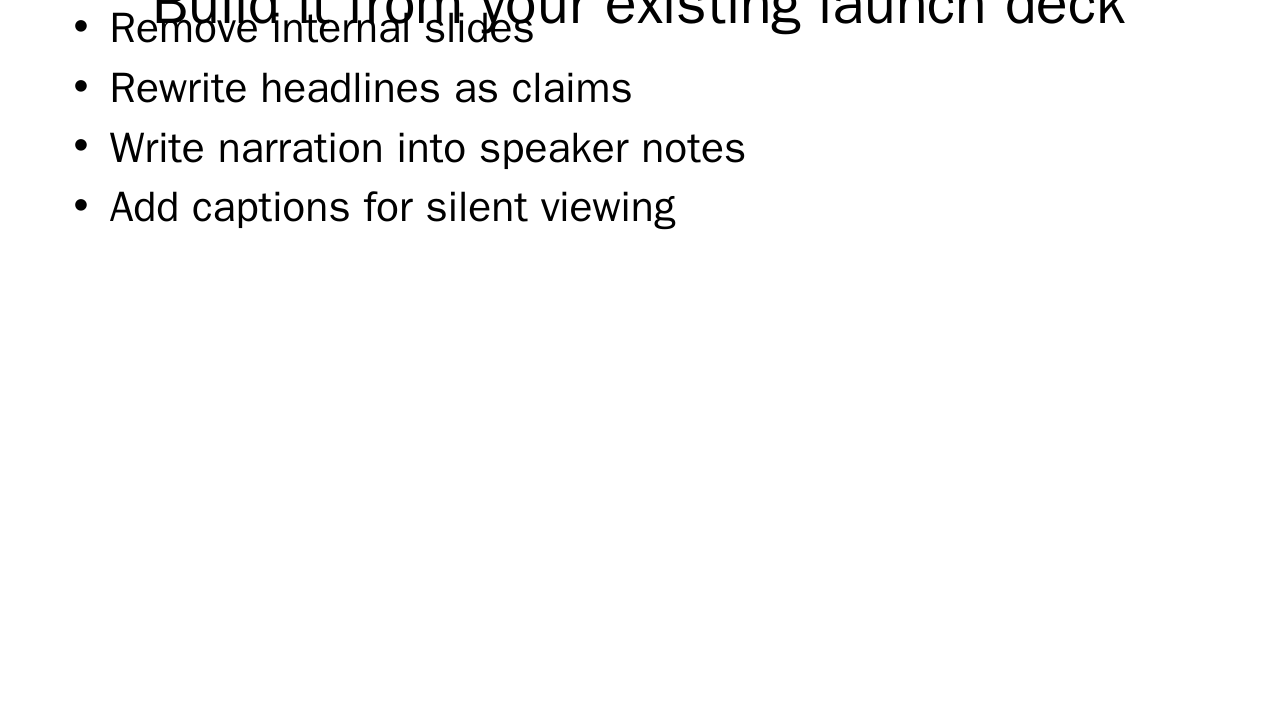 Build it from your existing launch deck
• Remove internal slides
• Rewrite headlines as claims
• Write narration into speaker notes
• Add captions for silent viewing